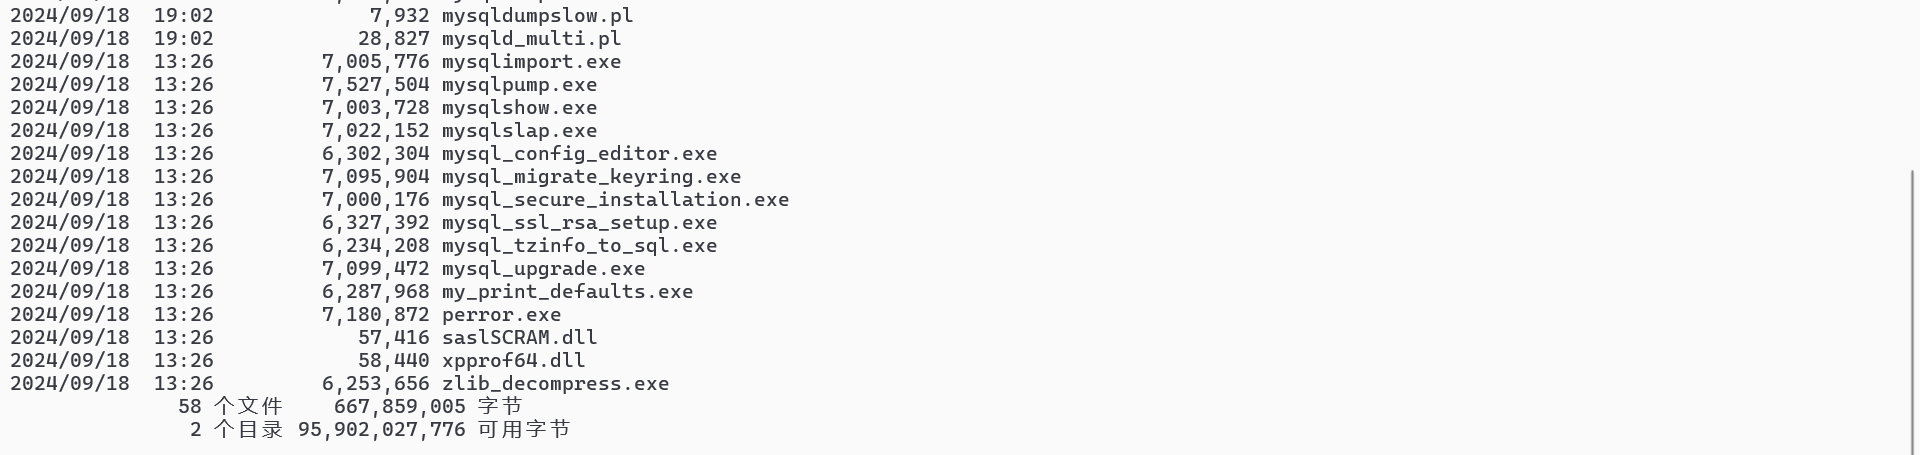 2024/09/18  19:02             7,932 mysqldumpslow.pl
2024/09/18  19:02            28,827 mysqld_multi.pl
2024/09/18  13:26         7,005,776 mysqlimport.exe
2024/09/18  13:26         7,527,504 mysqlpump.exe
2024/09/18  13:26         7,003,728 mysqlshow.exe
2024/09/18  13:26         7,022,152 mysqlslap.exe
2024/09/18  13:26         6,302,304 mysql_config_editor.exe
2024/09/18  13:26         7,095,904 mysql_migrate_keyring.exe
2024/09/18  13:26         7,000,176 mysql_secure_installation.exe
2024/09/18  13:26         6,327,392 mysql_ssl_rsa_setup.exe
2024/09/18  13:26         6,234,208 mysql_tzinfo_to_sql.exe
2024/09/18  13:26         7,099,472 mysql_upgrade.exe
2024/09/18  13:26         6,287,968 my_print_defaults.exe
2024/09/18  13:26         7,180,872 perror.exe
2024/09/18  13:26            57,416 saslSCRAM.dll
2024/09/18  13:26            58,440 xpprof64.dll
2024/09/18  13:26         6,253,656 zlib_decompress.exe
              58 个文件    667,859,005 字节
               2 个目录 95,902,027,776 可用字节